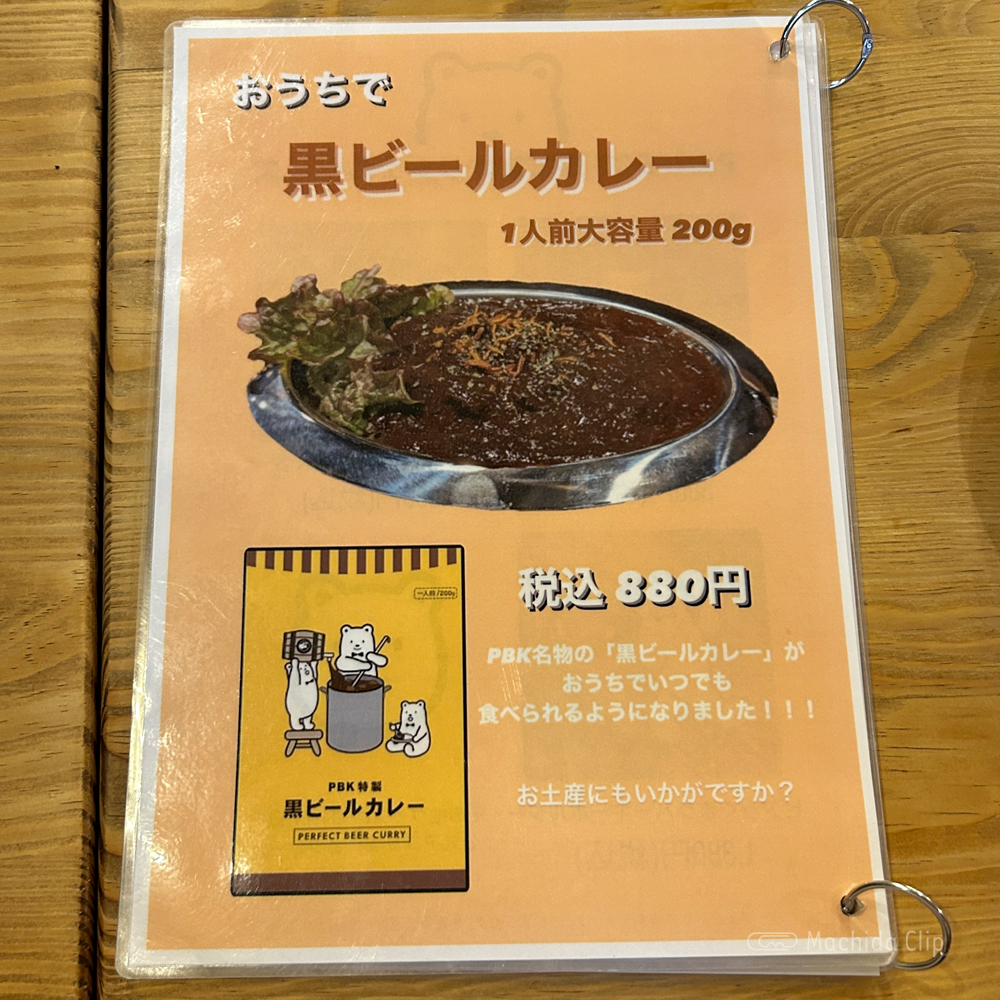 おうちで
黒ビールカレー
1人前大容量 200g
一人前/200g
税込 880円
PBK名物の「黒ビールカレー」が
おうちでいつでも
食べられるようになりました！！！
お土産にもいかがですか？
PBK 特製
黒ビールカレー
PERFECT BEER CURRY
Machida Clip